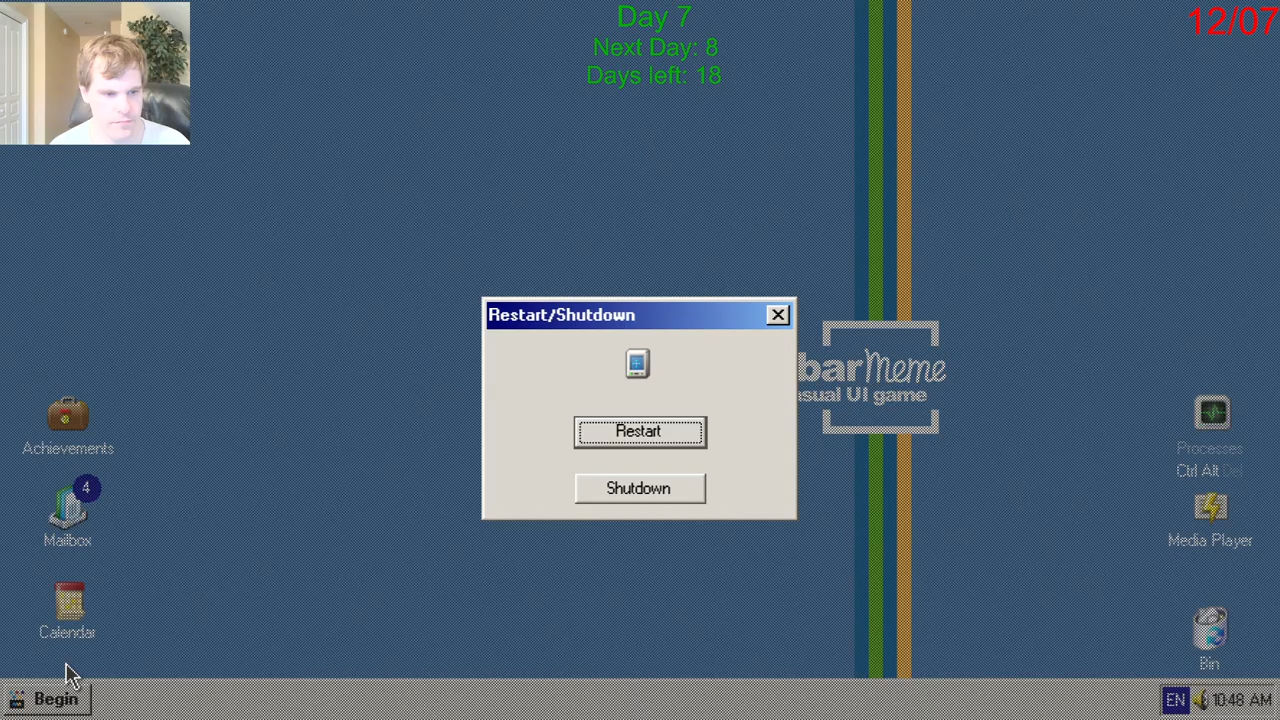 Day 7
Next Day: 8
Days left: 18
12/07
Restart/Shutdown
Restart
Shutdown
barMeme
sual UI game
Achievements
4
Mailbox
Calendar
Processes
Ctrl Alt Del
Media Player
Bin
Begin
EN
10:48 AM